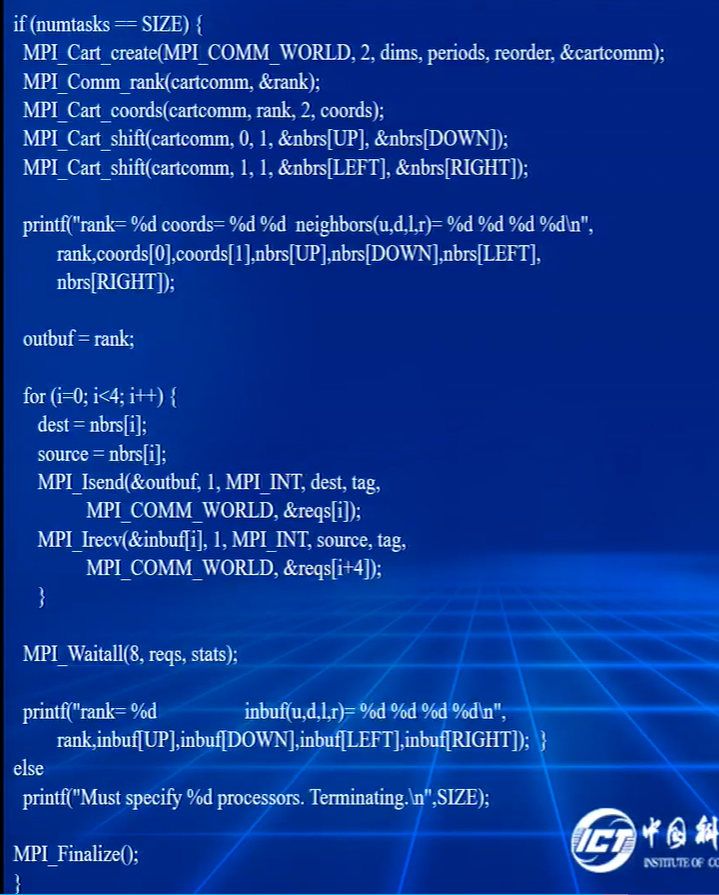 if (numtasks == SIZE) {
MPI_Cart_create(MPI_COMM_WORLD, 2, dims, periods, reorder, &cartcomm);
MPI_Comm_rank(cartcomm, &rank);
MPI_Cart_coords(cartcomm, rank, 2, coords);
MPI_Cart_shift(cartcomm, 0, 1, &nbrs[UP], &nbrs[DOWN]);
MPI_Cart_shift(cartcomm, 1, 1, &nbrs[LEFT], &nbrs[RIGHT]);
printf("rank= %d coords= %d %d  neighbors(u,d,l,r)= %d %d %d %d\n",
rank,coords[0],coords[1],nbrs[UP],nbrs[DOWN],nbrs[LEFT],
nbrs[RIGHT]);
outbuf = rank;
for (i=0; i<4; i++) {
dest = nbrs[i];
source = nbrs[i];
MPI_Isend(&outbuf, 1, MPI_INT, dest, tag,
MPI_COMM_WORLD, &reqs[i]);
MPI_Irecv(&inbuf[i], 1, MPI_INT, source, tag,
MPI_COMM_WORLD, &reqs[i+4]);
}
MPI_Waitall(8, reqs, stats);
printf("rank= %d                  inbuf(u,d,l,r)= %d %d %d %d\n",
rank,inbuf[UP],inbuf[DOWN],inbuf[LEFT],inbuf[RIGHT]);  }
else
printf("Must specify %d processors. Terminating.\n",SIZE);
MPI_Finalize();
}
ICT 中国科
INSTITUTE OF CO